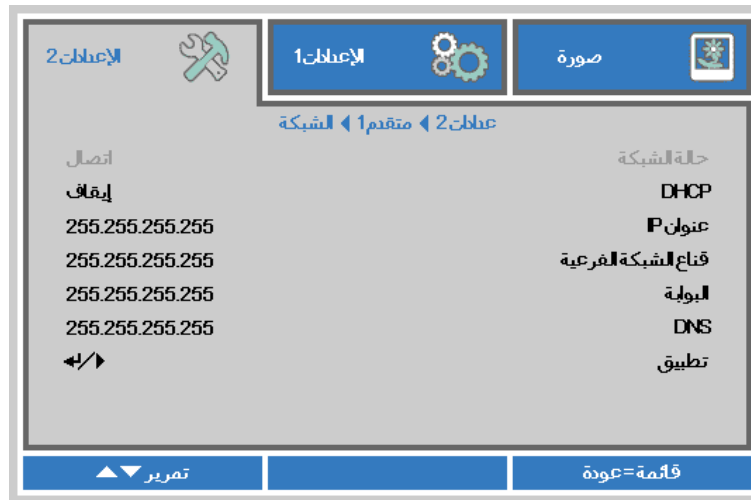 صورة
الإعدادات1
الإعدادات2
عدادات2 ◀ متقدم1 ◀ الشبكة
حالة الشبكة اتصال
DHCP إيقاف
عنوان IP 255.255.255.255
قناع الشبكة الفرعية 255.255.255.255
البوابة 255.255.255.255
DNS 255.255.255.255
تطبيق ↵/▶
قائمة=عودة
تمرير ▼▲